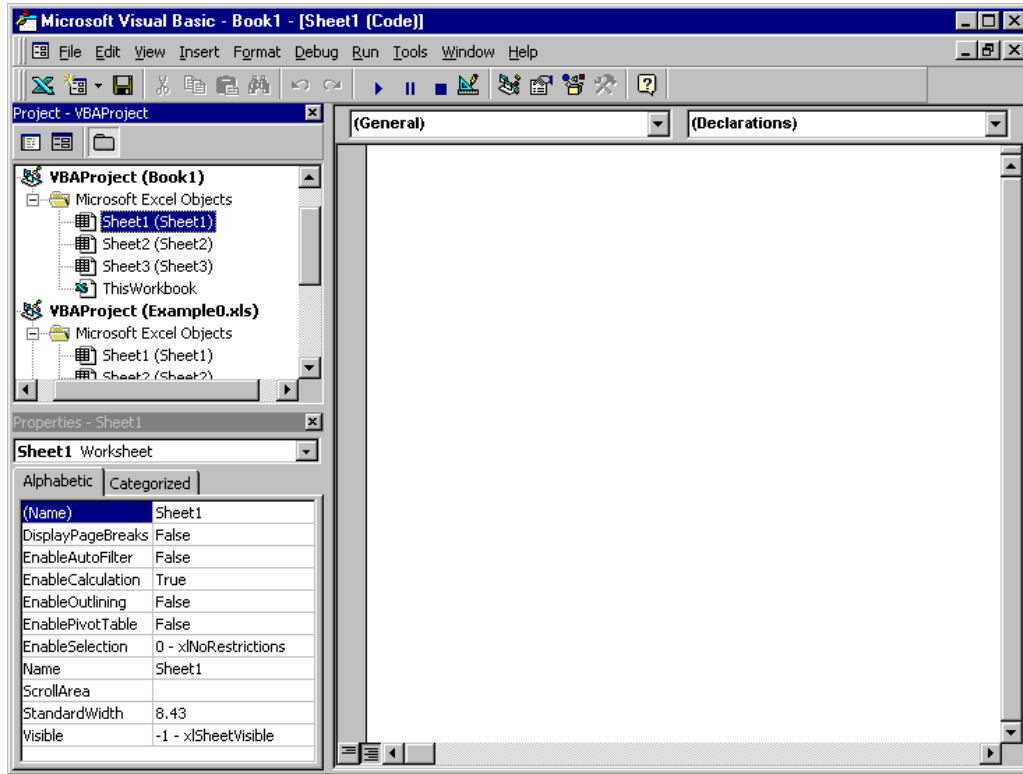 Microsoft Visual Basic - Book1 - [Sheet1 (Code)]
File Edit View Insert Format Debug Run Tools Window Help
Project - VBAProject
(General)
(Declarations)
VBAProject (Book1)
Microsoft Excel Objects
Sheet1 (Sheet1)
Sheet2 (Sheet2)
Sheet3 (Sheet3)
ThisWorkbook
VBAProject (Example0.xls)
Microsoft Excel Objects
Sheet1 (Sheet1)
Sheet2 (Sheet2)
Properties - Sheet1
Sheet1 Worksheet
Alphabetic Categorized
(Name) Sheet1
DisplayPageBreaks False
EnableAutoFilter False
EnableCalculation True
EnableOutlining False
EnablePivotTable False
EnableSelection 0 - xlNoRestrictions
Name Sheet1
ScrollArea
StandardWidth 8.43
Visible -1 - xlSheetVisible